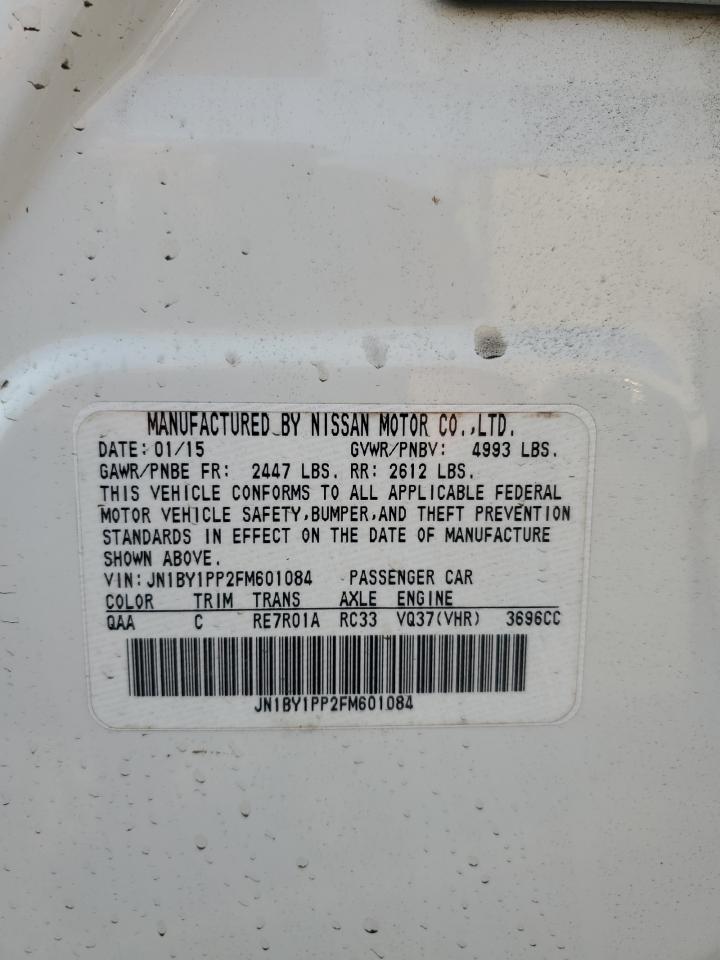 MANUFACTURED BY NISSAN MOTOR CO.,LTD.
DATE: 01/15 GVWR/PNBV: 4993 LBS.
GAWR/PNBE FR: 2447 LBS. RR: 2612 LBS.
THIS VEHICLE CONFORMS TO ALL APPLICABLE FEDERAL
MOTOR VEHICLE SAFETY,BUMPER,AND THEFT PREVENTION
STANDARDS IN EFFECT ON THE DATE OF MANUFACTURE
SHOWN ABOVE.
VIN: JN1BY1PP2FM601084 PASSENGER CAR
COLOR TRIM TRANS AXLE ENGINE
QAA C RE7R01A RC33 VQ37(VHR) 3696CC
JN1BY1PP2FM601084